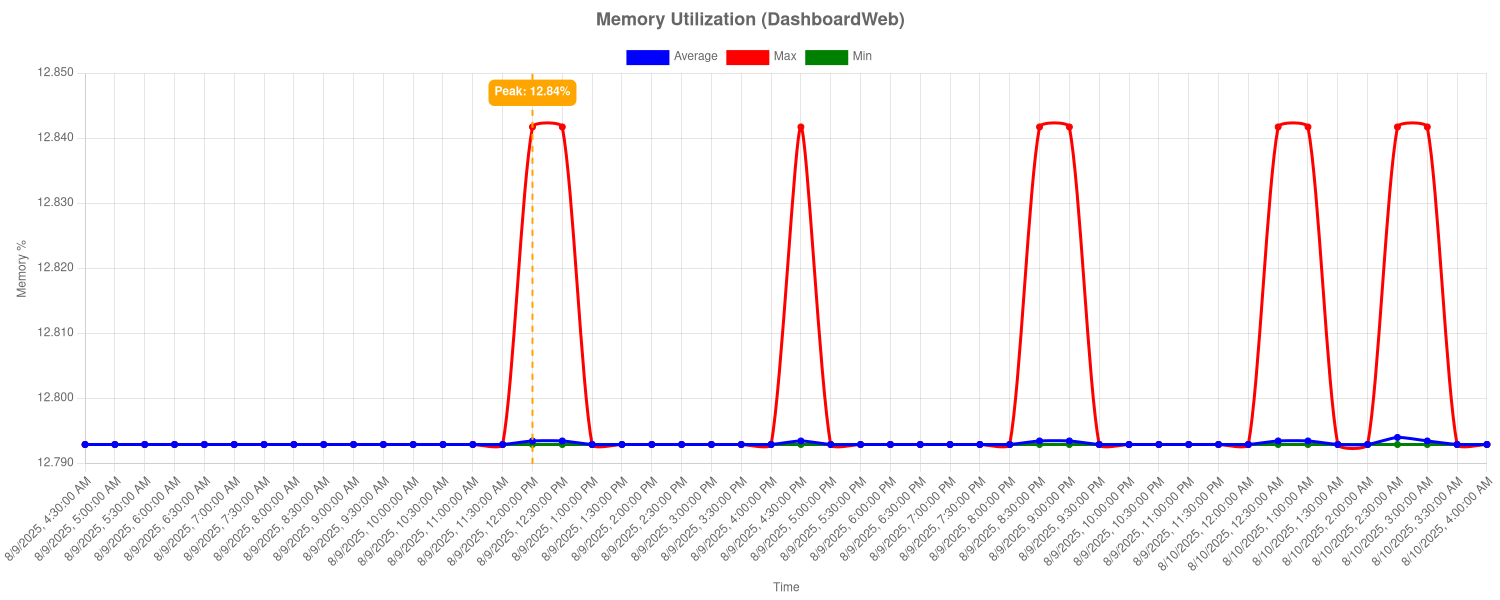 Memory Utilization (DashboardWeb)
Average Max Min
Peak: 12.84%
12.850
12.840
12.830
12.820
12.810
12.800
12.790
Memory %
8/9/2025, 4:30:00 AM
8/9/2025, 5:00:00 AM
8/9/2025, 5:30:00 AM
8/9/2025, 6:00:00 AM
8/9/2025, 6:30:00 AM
8/9/2025, 7:00:00 AM
8/9/2025, 7:30:00 AM
8/9/2025, 8:00:00 AM
8/9/2025, 8:30:00 AM
8/9/2025, 9:00:00 AM
8/9/2025, 9:30:00 AM
8/9/2025, 10:00:00 AM
8/9/2025, 10:30:00 AM
8/9/2025, 11:00:00 AM
8/9/2025, 11:30:00 AM
8/9/2025, 12:00:00 PM
8/9/2025, 12:30:00 PM
8/9/2025, 1:00:00 PM
8/9/2025, 1:30:00 PM
8/9/2025, 2:00:00 PM
8/9/2025, 2:30:00 PM
8/9/2025, 3:00:00 PM
8/9/2025, 3:30:00 PM
8/9/2025, 4:00:00 PM
8/9/2025, 4:30:00 PM
8/9/2025, 5:00:00 PM
8/9/2025, 5:30:00 PM
8/9/2025, 6:00:00 PM
8/9/2025, 6:30:00 PM
8/9/2025, 7:00:00 PM
8/9/2025, 7:30:00 PM
8/9/2025, 8:00:00 PM
8/9/2025, 8:30:00 PM
8/9/2025, 9:00:00 PM
8/9/2025, 9:30:00 PM
8/9/2025, 10:00:00 PM
8/9/2025, 10:30:00 PM
8/9/2025, 11:00:00 PM
8/9/2025, 11:30:00 PM
8/10/2025, 12:00:00 AM
8/10/2025, 12:30:00 AM
8/10/2025, 1:00:00 AM
8/10/2025, 1:30:00 AM
8/10/2025, 2:00:00 AM
8/10/2025, 2:30:00 AM
8/10/2025, 3:00:00 AM
8/10/2025, 3:30:00 AM
8/10/2025, 4:00:00 AM
Time